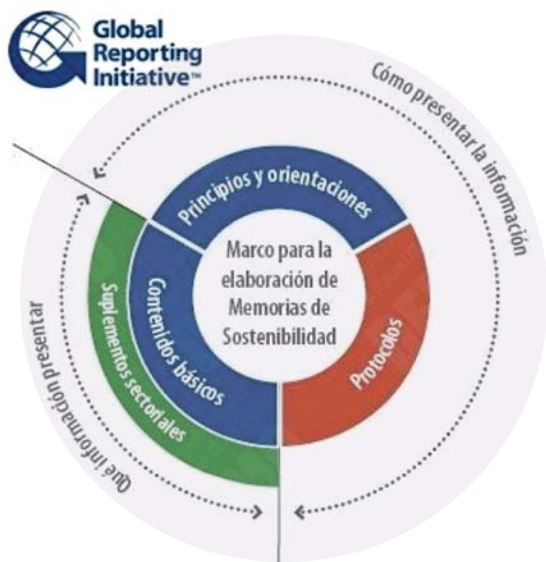 Global
Reporting
Initiative™
Cómo presentar la información
Principios y orientaciones
Marco para la
elaboración de
Memorias de
Sostenibilidad
Contenidos básicos
Suplementos sectoriales
Protocolos
Qué información presentar